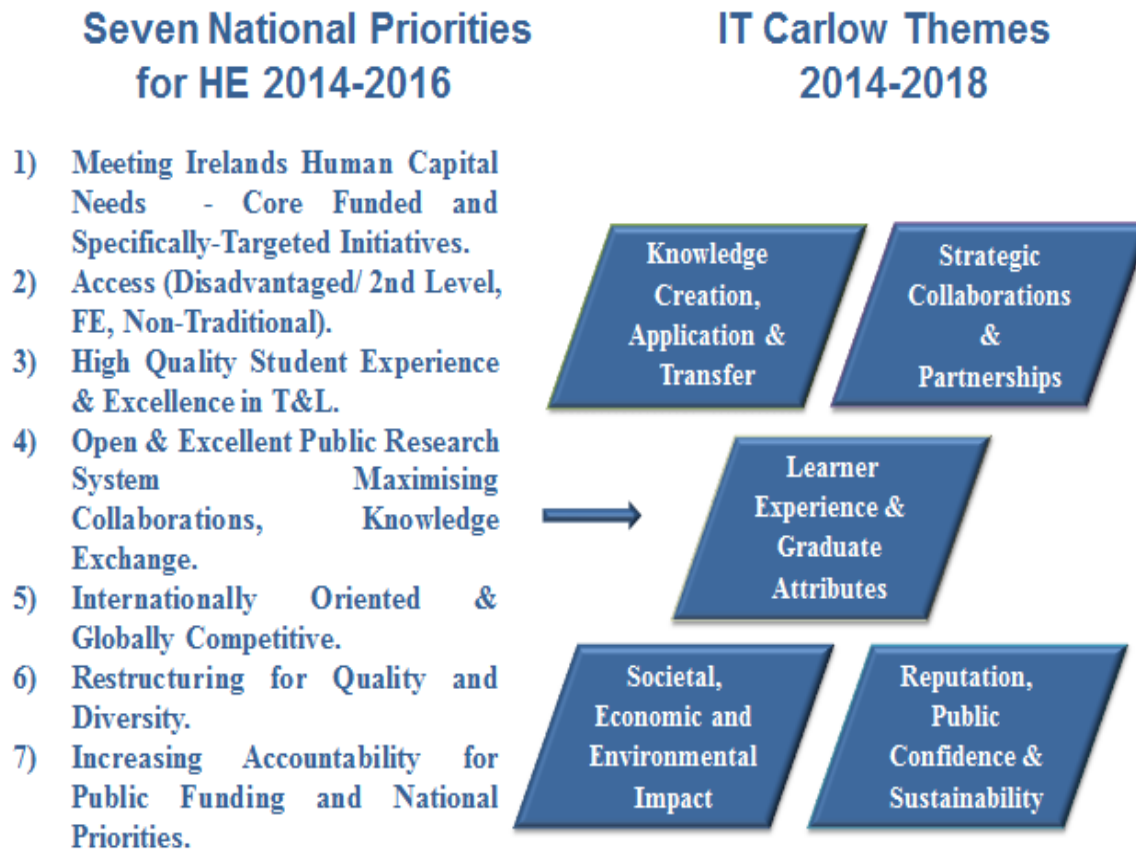 Seven National Priorities
for HE 2014-2016
1) Meeting Irelands Human Capital
Needs - Core Funded and
Specifically-Targeted Initiatives.
2) Access (Disadvantaged/ 2nd Level,
FE, Non-Traditional).
3) High Quality Student Experience
& Excellence in T&L.
4) Open & Excellent Public Research
System Maximising
Collaborations, Knowledge
Exchange.
5) Internationally Oriented &
Globally Competitive.
6) Restructuring for Quality and
Diversity.
7) Increasing Accountability for
Public Funding and National
Priorities.
IT Carlow Themes
2014-2018
Knowledge
Creation,
Application &
Transfer
Strategic
Collaborations
&
Partnerships
Learner
Experience &
Graduate
Attributes
Societal,
Economic and
Environmental
Impact
Reputation,
Public
Confidence &
Sustainability